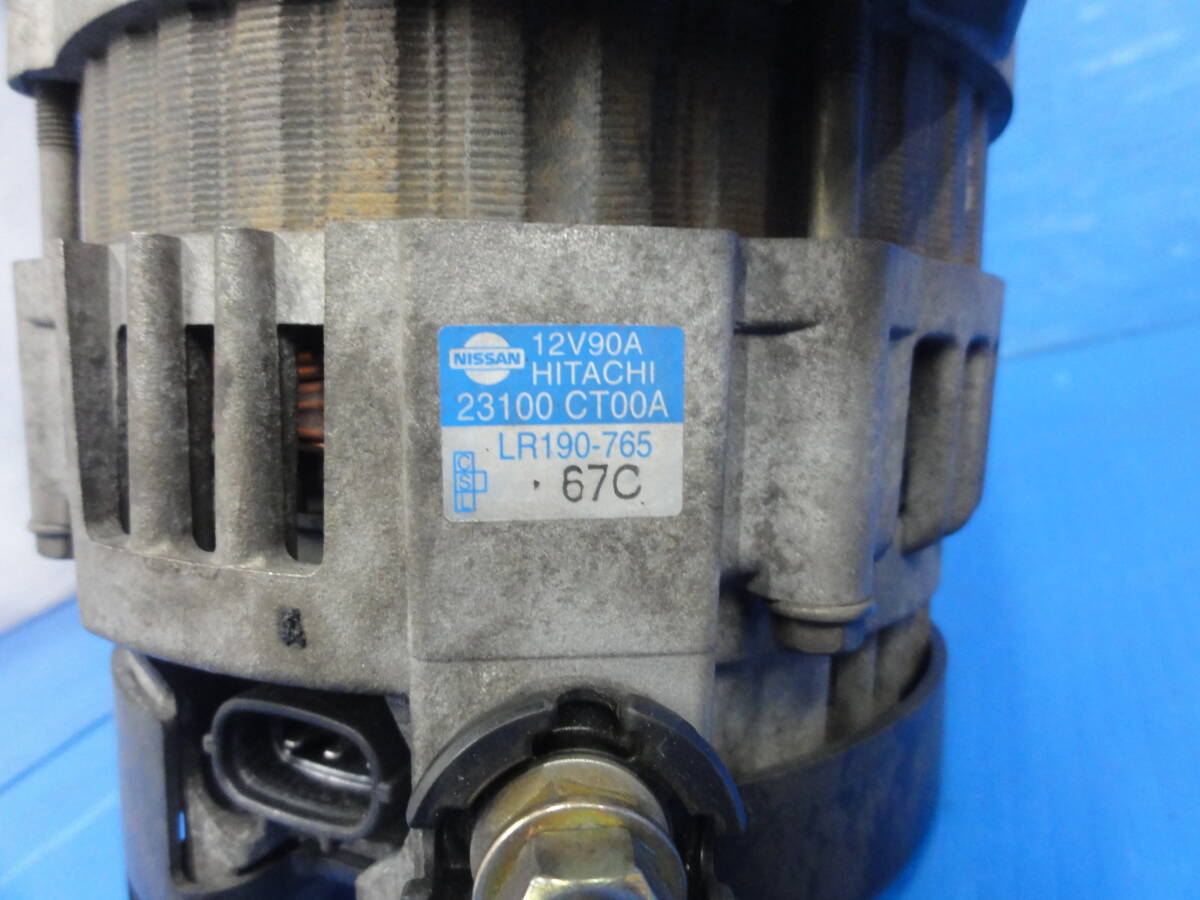 NISSAN
12V90A
HITACHI
23100 CT00A
LR190-765
C
S
L
67C